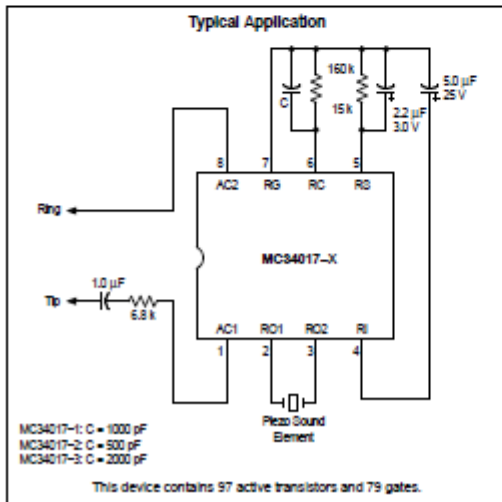 Typical Application
160 k
15 k
C
2.2 µF
3.0 V
5.0 µF
25 V
8
7
6
5
AC2
RG
RC
RS
Ring
MC34017–X
1.0 µF
Tip
6.8 k
AC1
RO1
RO2
RI
1
2
3
4
Piezo Sound
Element
MC34017–1: C = 1000 pF
MC34017–2: C = 500 pF
MC34017–3: C = 2000 pF
This device contains 97 active transistors and 79 gates.